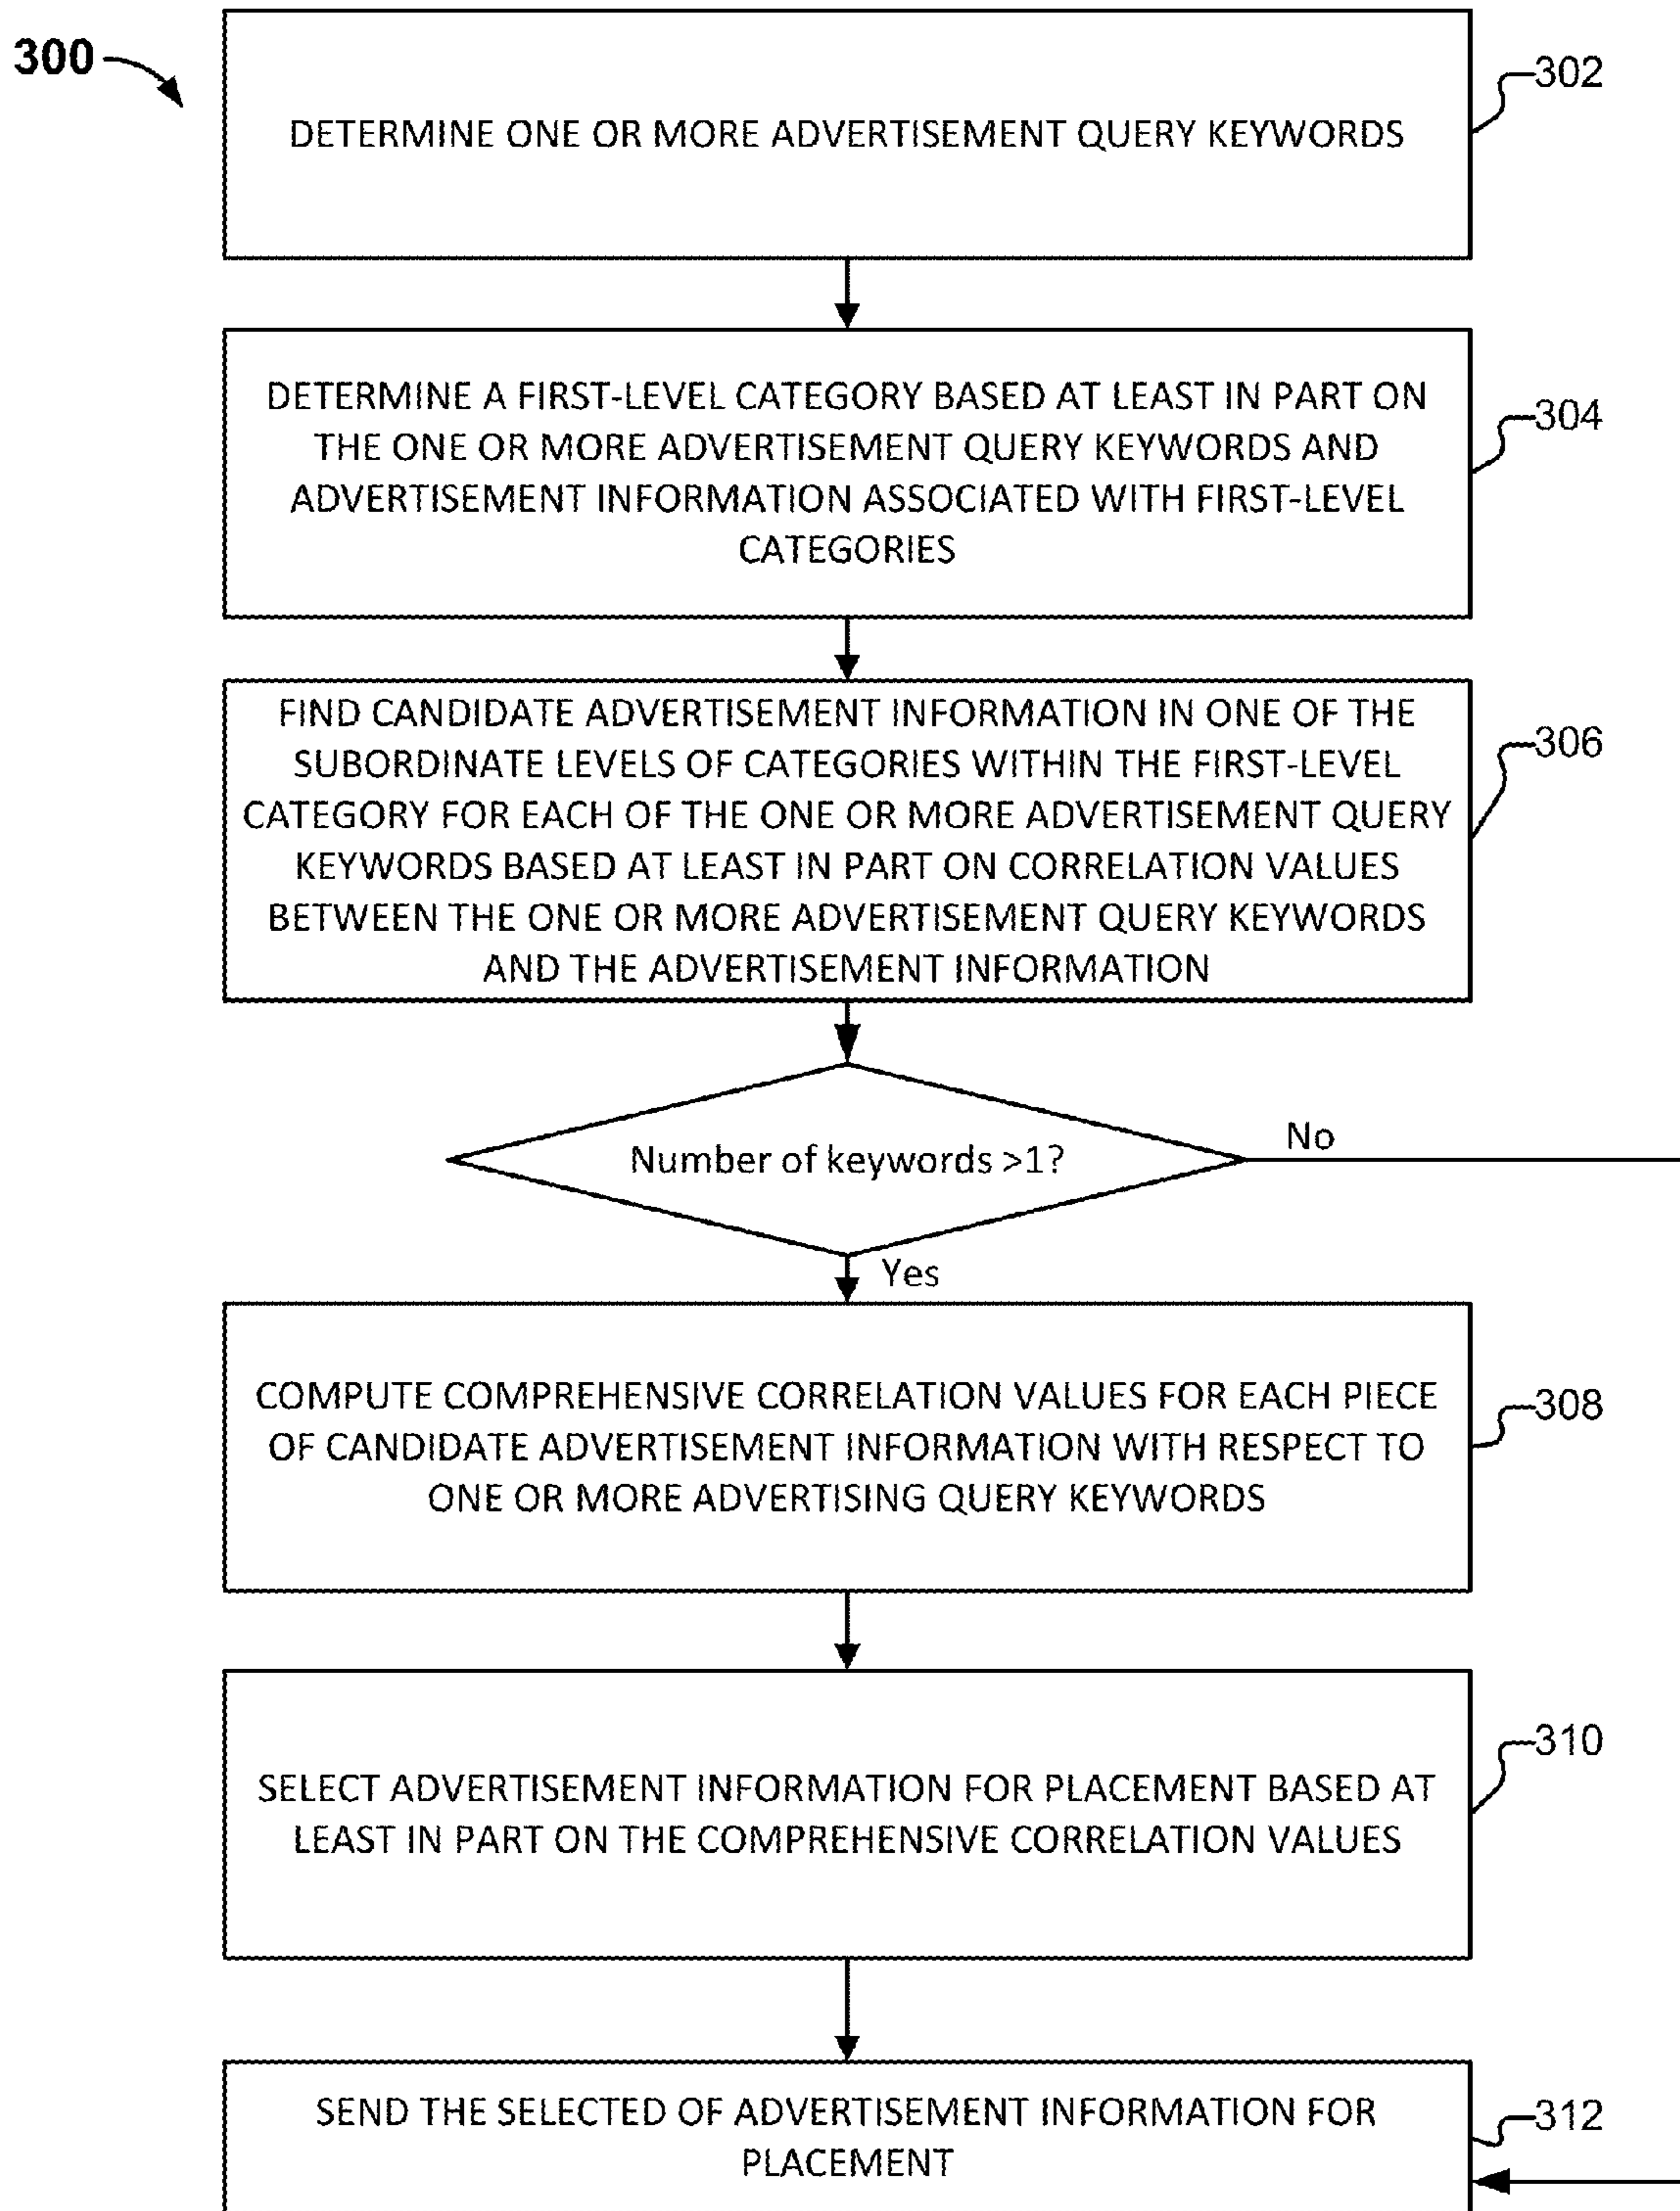 300
302
DETERMINE ONE OR MORE ADVERTISEMENT QUERY KEYWORDS
304
DETERMINE A FIRST-LEVEL CATEGORY BASED AT LEAST IN PART ON
THE ONE OR MORE ADVERTISEMENT QUERY KEYWORDS AND
ADVERTISEMENT INFORMATION ASSOCIATED WITH FIRST-LEVEL
CATEGORIES
306
FIND CANDIDATE ADVERTISEMENT INFORMATION IN ONE OF THE
SUBORDINATE LEVELS OF CATEGORIES WITHIN THE FIRST-LEVEL
CATEGORY FOR EACH OF THE ONE OR MORE ADVERTISEMENT QUERY
KEYWORDS BASED AT LEAST IN PART ON CORRELATION VALUES
BETWEEN THE ONE OR MORE ADVERTISEMENT QUERY KEYWORDS
AND THE ADVERTISEMENT INFORMATION
Number of keywords >1?
No
Yes
308
COMPUTE COMPREHENSIVE CORRELATION VALUES FOR EACH PIECE
OF CANDIDATE ADVERTISEMENT INFORMATION WITH RESPECT TO
ONE OR MORE ADVERTISING QUERY KEYWORDS
310
SELECT ADVERTISEMENT INFORMATION FOR PLACEMENT BASED AT
LEAST IN PART ON THE COMPREHENSIVE CORRELATION VALUES
312
SEND THE SELECTED OF ADVERTISEMENT INFORMATION FOR
PLACEMENT